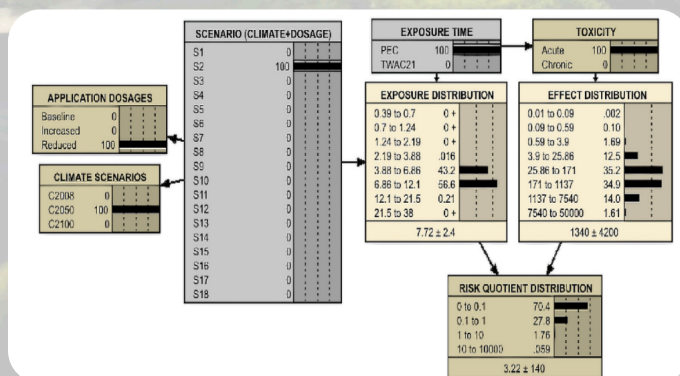 SCENARIO (CLIMATE+DOSAGE)
S1 0
S2 100
S3 0
S4 0
S5 0
S6 0
S7 0
S8 0
S9 0
S10 0
S11 0
S12 0
S13 0
S14 0
S15 0
S16 0
S17 0
S18 0
APPLICATION DOSAGES
Baseline 0
Increased 0
Reduced 100
CLIMATE SCENARIOS
C2008 0
C2050 100
C2100 0
EXPOSURE TIME
PEC 100
TWAC21 0
TOXICITY
Acute 100
Chronic 0
EXPOSURE DISTRIBUTION
0.39 to 0.7 0 +
0.7 to 1.24 0 +
1.24 to 2.19 0 +
2.19 to 3.88 .016
3.88 to 6.86 43.2
6.86 to 12.1 56.6
12.1 to 21.5 0.21
21.5 to 38 0 +
7.72 ± 2.4
EFFECT DISTRIBUTION
0.01 to 0.09 .002
0.09 to 0.59 0.10
0.59 to 3.9 1.69
3.9 to 25.86 12.5
25.86 to 171 35.2
171 to 1137 34.9
1137 to 7540 14.0
7540 to 50000 1.61
1340 ± 4200
RISK QUOTIENT DISTRIBUTION
0 to 0.1 70.4
0.1 to 1 27.8
1 to 10 1.76
10 to 10000 .059
3.22 ± 140